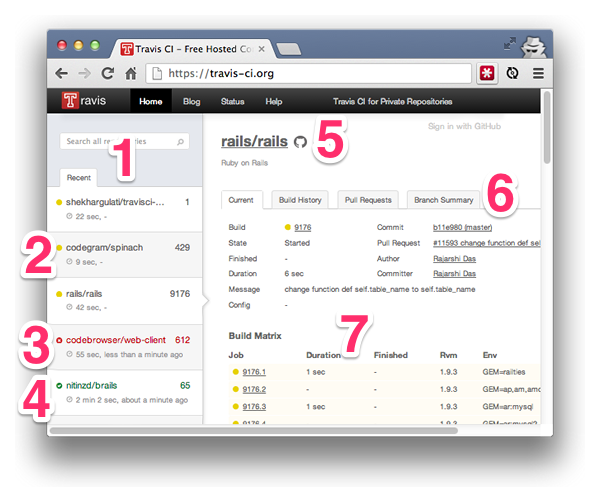 Travis CI - Free Hosted Co
https://travis-ci.org
Travis Home Blog Status Help Travis CI for Private Repositories
Sign in with GitHub
Search all
1
Recent
shekhargulati/travisci-... 1
22 sec, -
2
codegram/spinach 429
9 sec, -
rails/rails 9176
42 sec, -
3
codebrowser/web-client 612
55 sec, less than a minute ago
4
nitinzd/brails 65
2 min 2 sec, about a minute ago
rails/rails
5
Ruby on Rails
6
Current Build History Pull Requests Branch Summary
Build 9176 Commit b11e980 (master)
State Started Pull Request #11593 change function def self
Finished - Author Rajarshi Das
Duration 6 sec Committer Rajarshi Das
Message change function def self.table_name to self.table_name
Config -
7
Build Matrix
Job Duration Finished Rvm Env
9176.1 1 sec - 1.9.3 GEM=railties
9176.2 - - 1.9.3 GEM=ap,am,amo
9176.3 1 sec - 1.9.3 GEM=ar:mysql
9176.4 - - 1.9.3